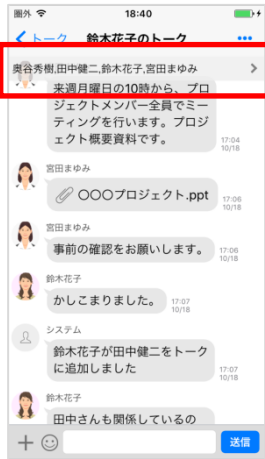 圏外 18:40
トーク 鈴木花子のトーク
奥谷秀樹,田中健二,鈴木花子,宮田まゆみ
来週月曜日の10時から、プロ
ジェクトメンバー全員でミー
ティングを行います。プロジ
ェクト概要資料です。
17:04
10/18
宮田まゆみ
〇〇〇プロジェクト.ppt
17:06
10/18
宮田まゆみ
事前の確認をお願いします。
17:06
10/18
鈴木花子
かしこまりました。
17:07
10/18
システム
鈴木花子が田中健二をトーク
に追加しました
17:07
10/18
鈴木花子
田中さんも関係しているの
送信